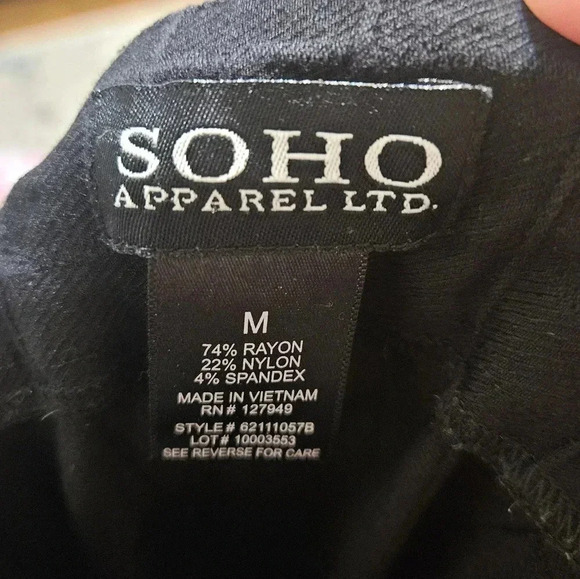 SOHO
APPAREL LTD.
M
74% RAYON
22% NYLON
4% SPANDEX
MADE IN VIETNAM
RN # 127949
STYLE # 62111057B
LOT # 10003553
SEE REVERSE FOR CARE